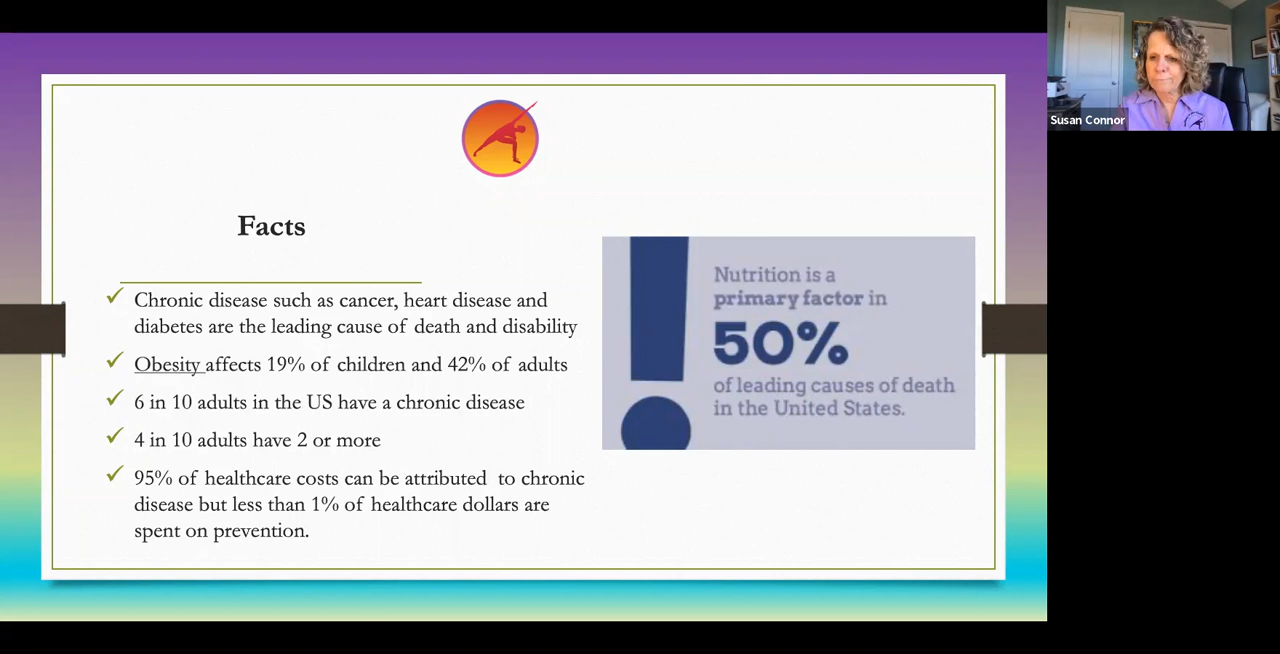 Facts
Chronic disease such as cancer, heart disease and
diabetes are the leading cause of death and disability
Obesity affects 19% of children and 42% of adults
6 in 10 adults in the US have a chronic disease
4 in 10 adults have 2 or more
95% of healthcare costs can be attributed to chronic
disease but less than 1% of healthcare dollars are
spent on prevention.
Nutrition is a
primary factor in
50%
of leading causes of death
in the United States.
Susan Connor